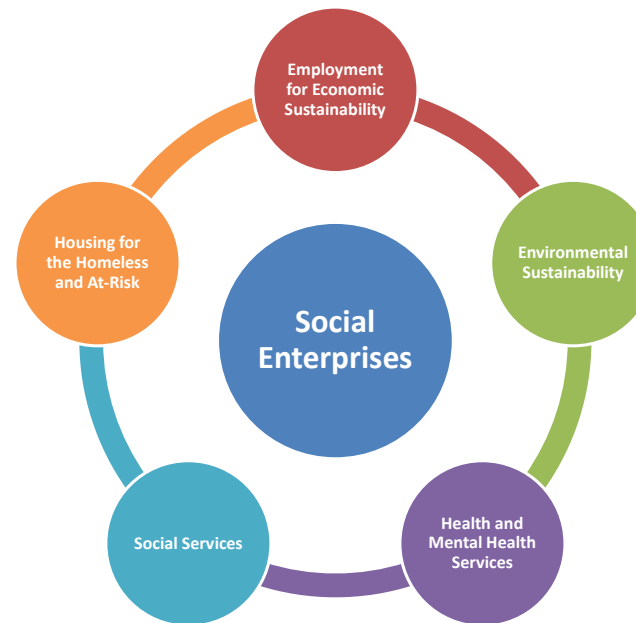 Employment
for Economic
Sustainability
Environmental
Sustainability
Health and
Mental Health
Services
Social Services
Housing for
the Homeless
and At-Risk
Social
Enterprises